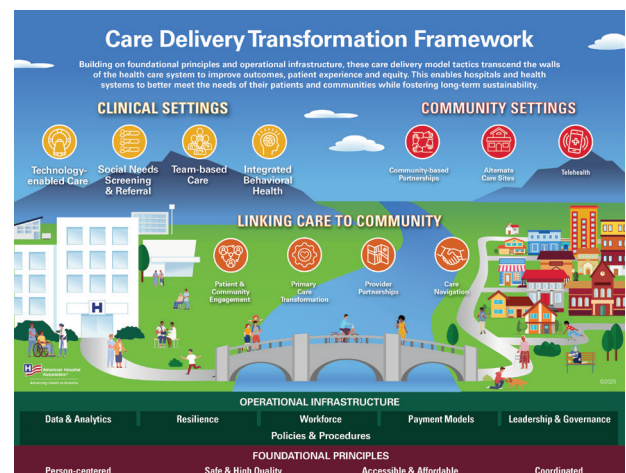 Care Delivery Transformation Framework
Building on foundational principles and operational infrastructure, these care delivery model tactics transcend the walls
of the health care system to improve outcomes, patient experience and equity. This enables hospitals and health
systems to better meet the needs of their patients and communities while fostering long-term sustainability.
CLINICAL SETTINGS
Technology-
enabled Care
Social Needs
Screening
& Referral
Team-based
Care
Integrated
Behavioral
Health
COMMUNITY SETTINGS
Community-based
Partnerships
Alternate
Care Sites
Telehealth
LINKING CARE TO COMMUNITY
Patient &
Community
Engagement
Primary
Care
Transformation
Provider
Partnerships
Care
Navigation
H
American Hospital
Association
Advancing Health in America
©2020
OPERATIONAL INFRASTRUCTURE
Data & Analytics
Resilience
Workforce
Payment Models
Leadership & Governance
Policies & Procedures
FOUNDATIONAL PRINCIPLES
Person-centered
Safe & High Quality
Accessible & Affordable
Coordinated